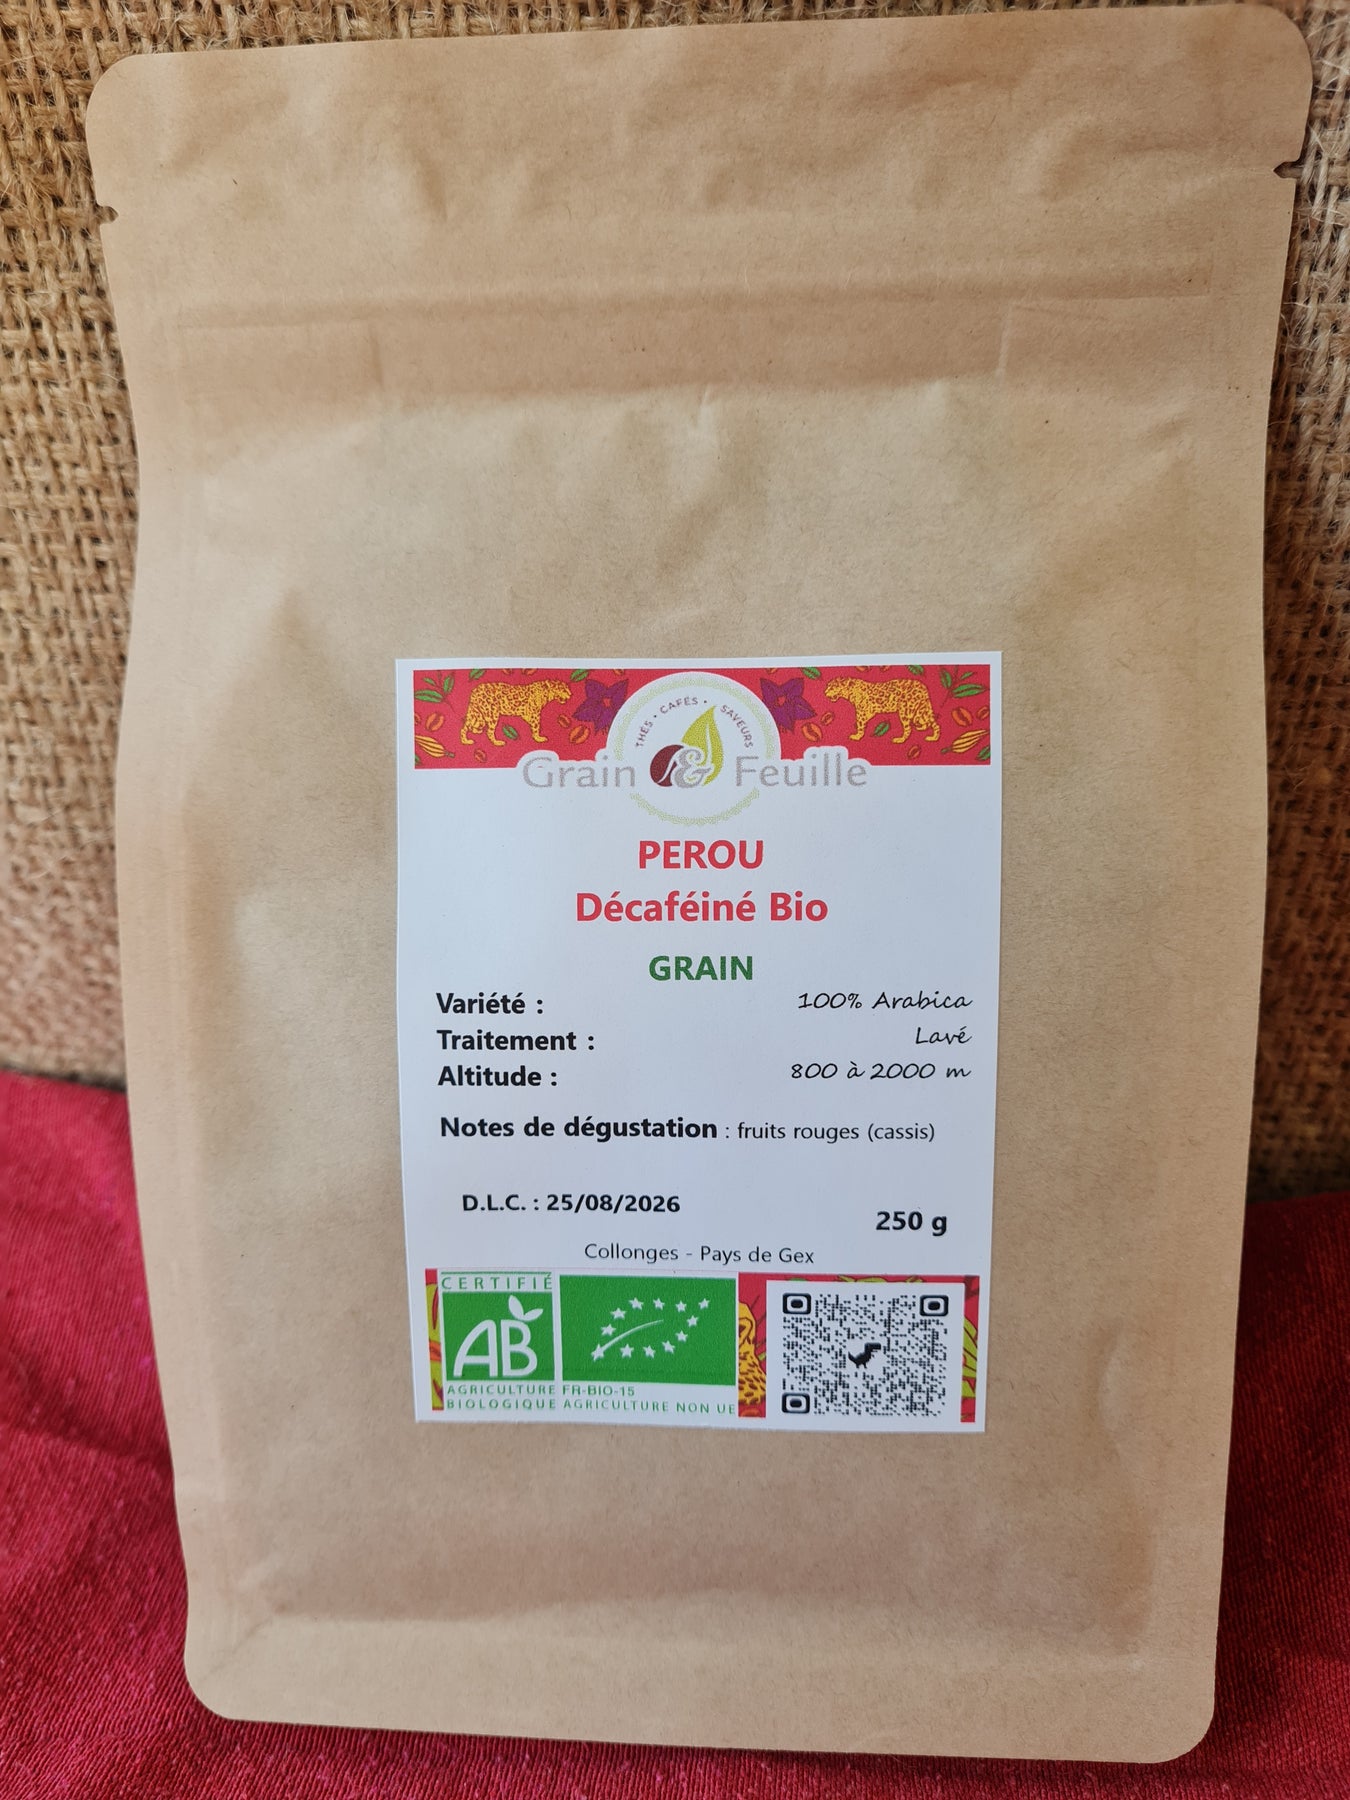 THÉS • CAFÉS • SAVEURS
Grain & Feuille
PEROU
Décaféiné Bio
GRAIN
Variété : 100% Arabica
Traitement : Lavé
Altitude : 800 à 2000 m
Notes de dégustation : fruits rouges (cassis)
D.L.C. : 25/08/2026
250 g
Collonges - Pays de Gex
CERTIFIÉ
AB
AGRICULTURE FR-BIO-15
BIOLOGIQUE AGRICULTURE NON UE